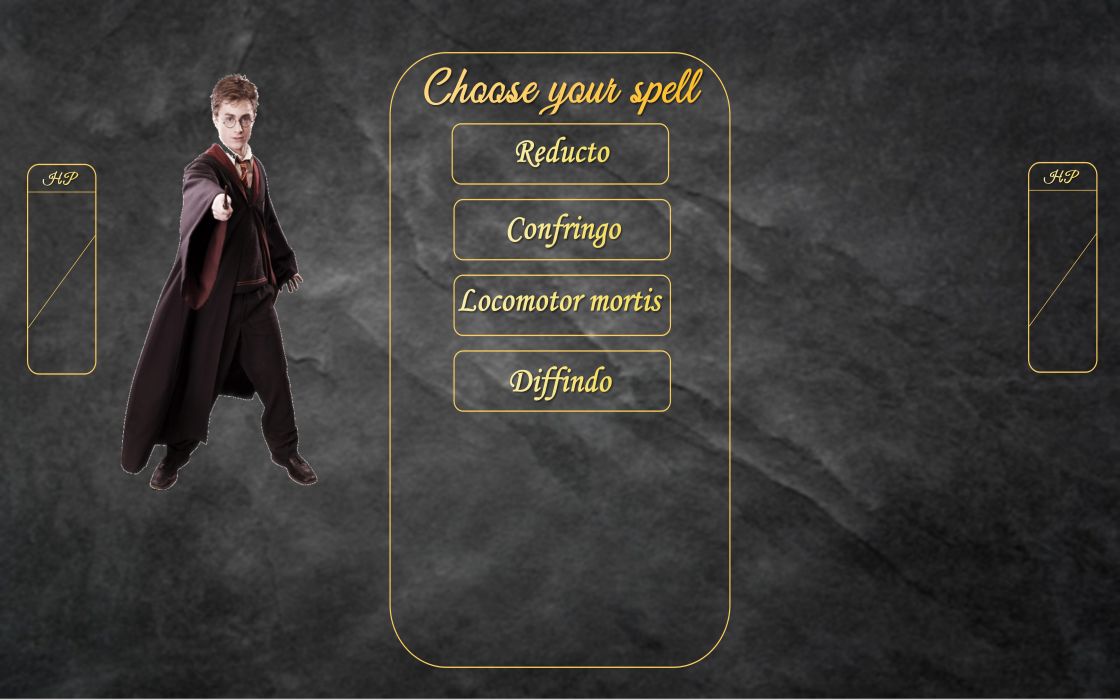 Choose your spell
HP
Reducto
HP
Confringo
Locomotor mortis
Diffindo